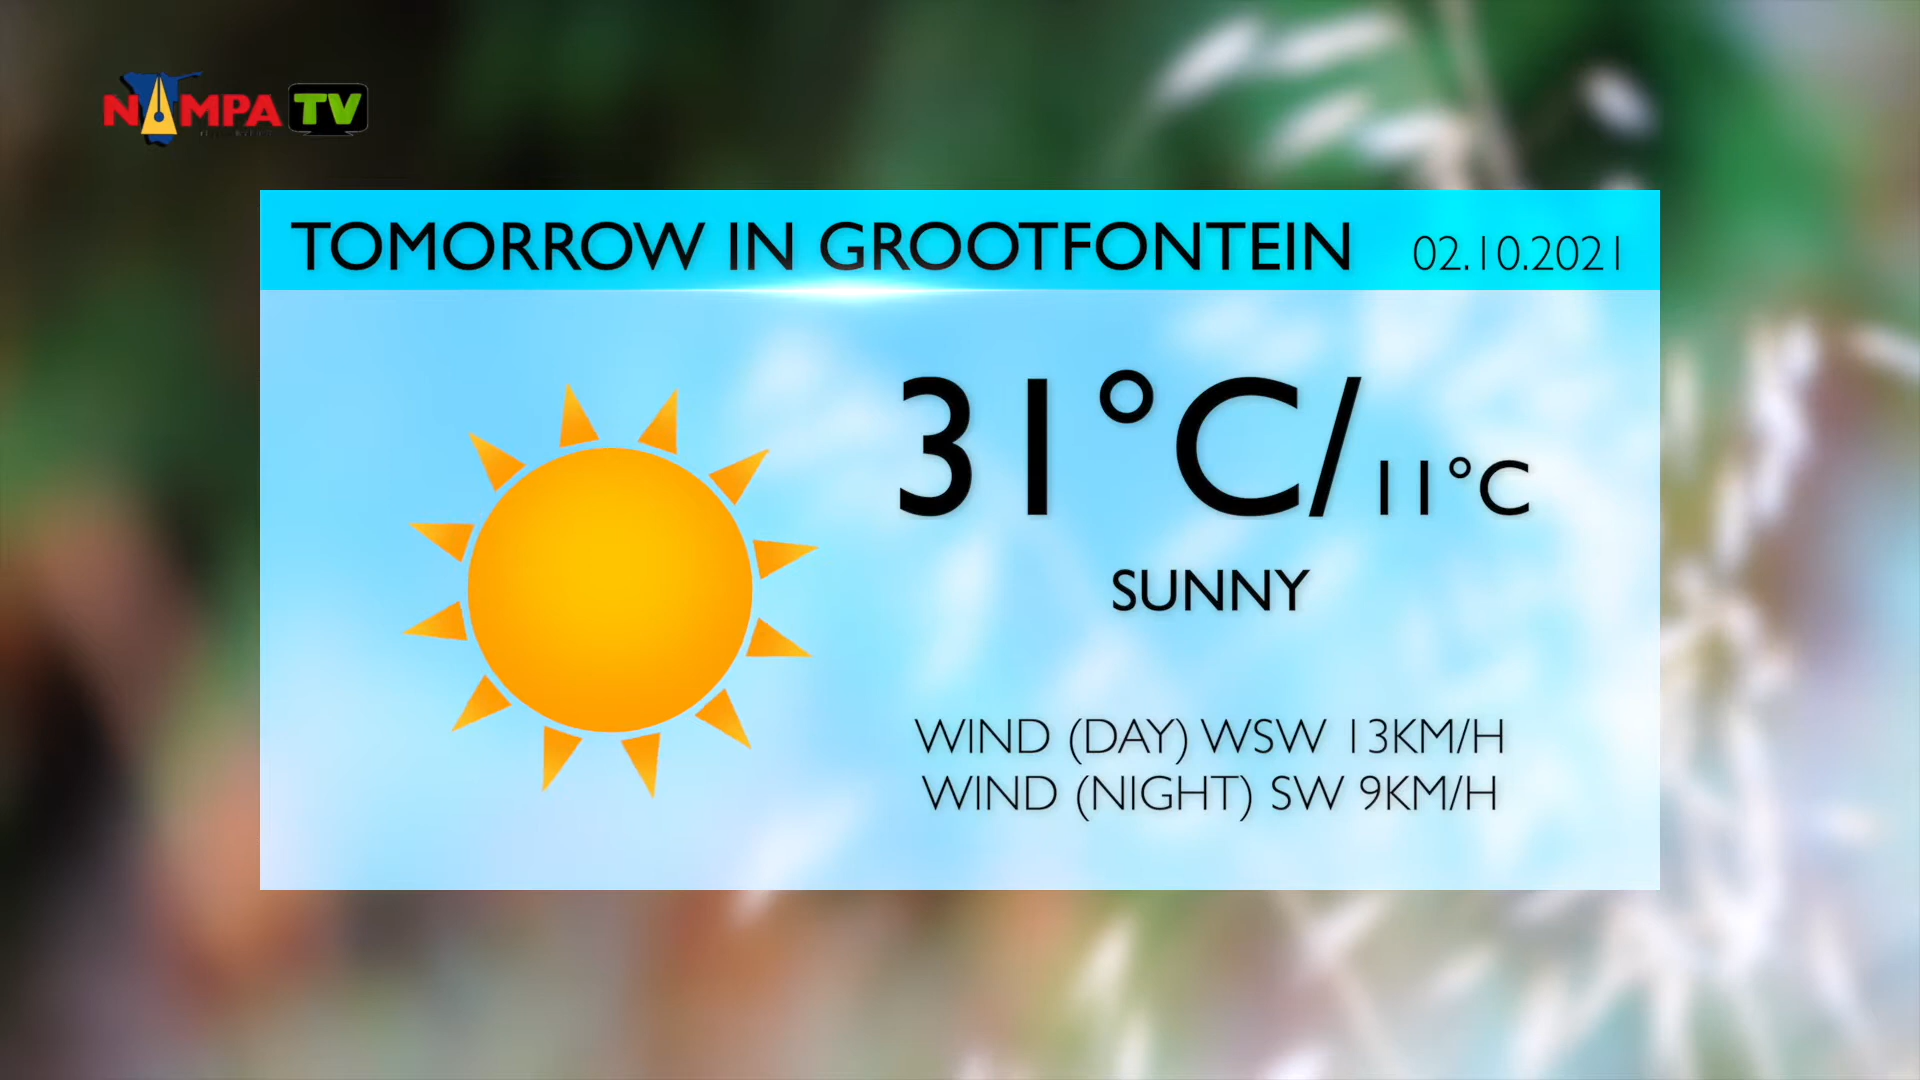 NAMPA TV
TOMORROW IN GROOTFONTEIN 02.10.2021
31°C/11°C
SUNNY
WIND (DAY) WSW 13KM/H
WIND (NIGHT) SW 9KM/H